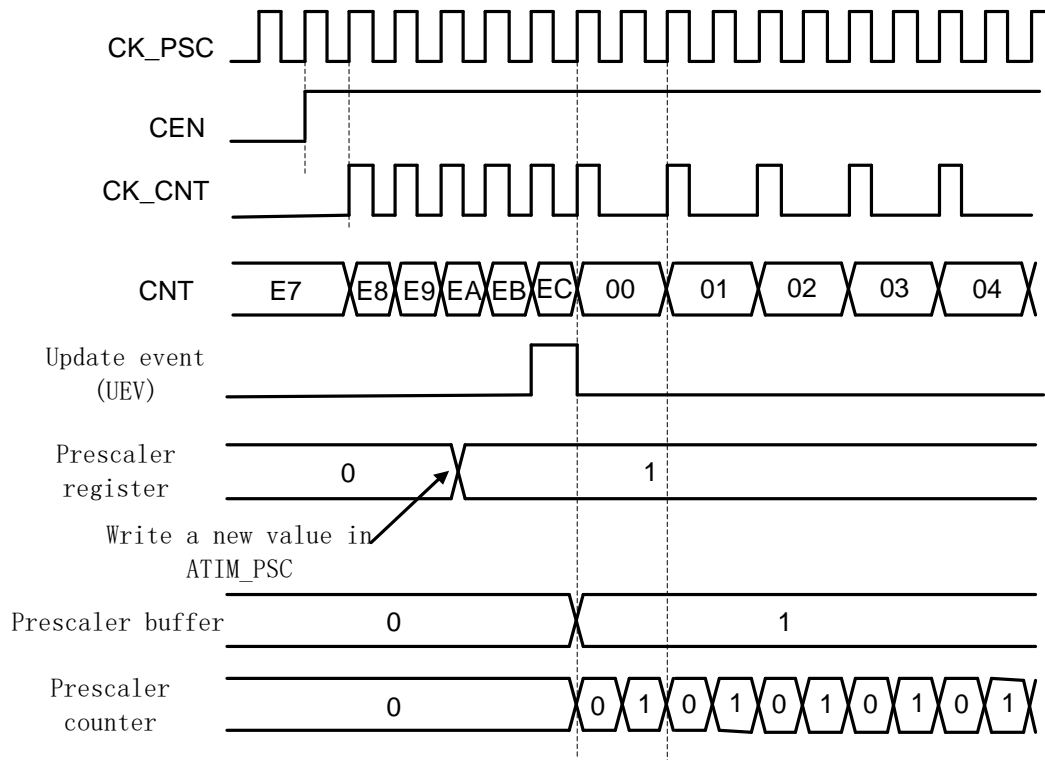 CK_PSC
CEN
CK_CNT
CNT E7 E8 E9 EA EB EC 00 01 02 03 04
Update event
(UEV)
Prescaler
register
0 1
Write a new value in
ATIM_PSC
Prescaler buffer 0 1
Prescaler
counter
0 0 1 0 1 0 1 0 1 0 1